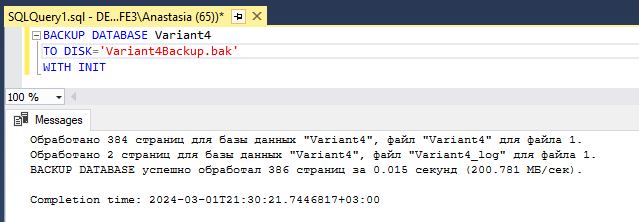 SQLQuery1.sql - DE...FE3\Anastasia (65))*
BACKUP DATABASE Variant4
TO DISK='Variant4Backup.bak'
WITH INIT
100 %
Messages
Обработано 384 страниц для базы данных "Variant4", файл "Variant4" для файла 1.
Обработано 2 страниц для базы данных "Variant4", файл "Variant4_log" для файла 1.
BACKUP DATABASE успешно обработал 386 страниц за 0.015 секунд (200.781 МБ/сек).
Completion time: 2024-03-01T21:30:21.7446817+03:00